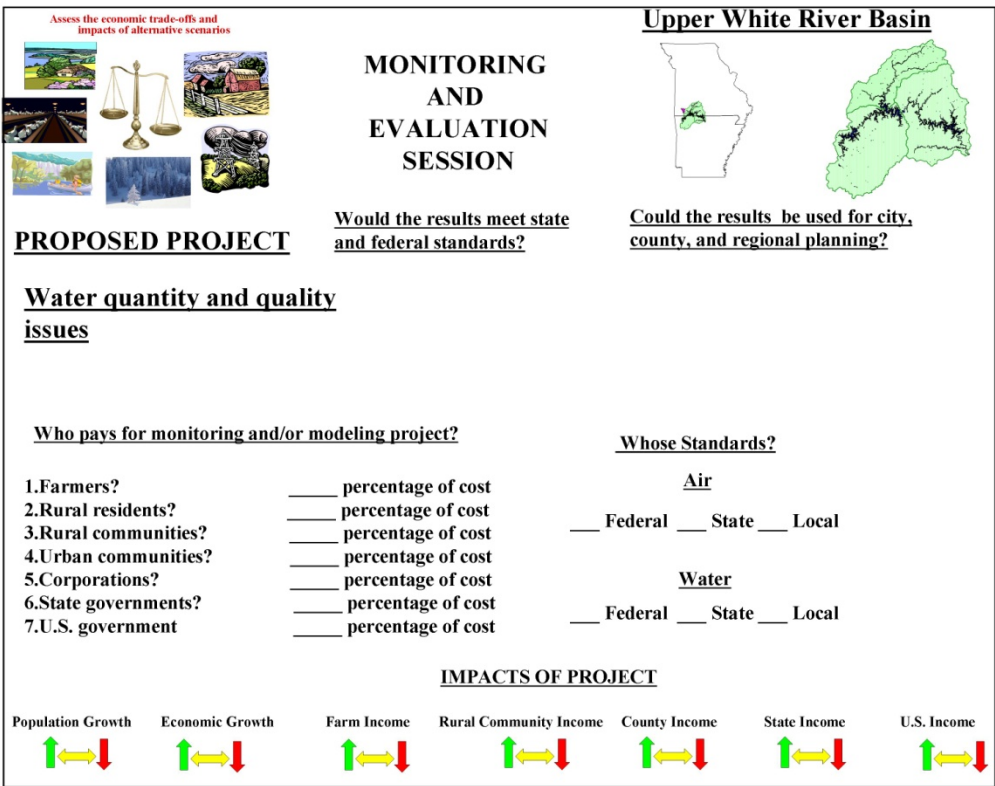 Assess the economic trade-offs and
impacts of alternative scenarios
MONITORING
AND
EVALUATION
SESSION
Upper White River Basin
PROPOSED PROJECT
Would the results meet state
and federal standards?
Could the results be used for city,
county, and regional planning?
Water quantity and quality
issues
Who pays for monitoring and/or modeling project?
1.Farmers? _____ percentage of cost
2.Rural residents? _____ percentage of cost
3.Rural communities? _____ percentage of cost
4.Urban communities? _____ percentage of cost
5.Corporations? _____ percentage of cost
6.State governments? _____ percentage of cost
7.U.S. government _____ percentage of cost
Whose Standards?
Air
___ Federal ___ State ___ Local
Water
___ Federal ___ State ___ Local
IMPACTS OF PROJECT
Population Growth Economic Growth Farm Income Rural Community Income County Income State Income U.S. Income